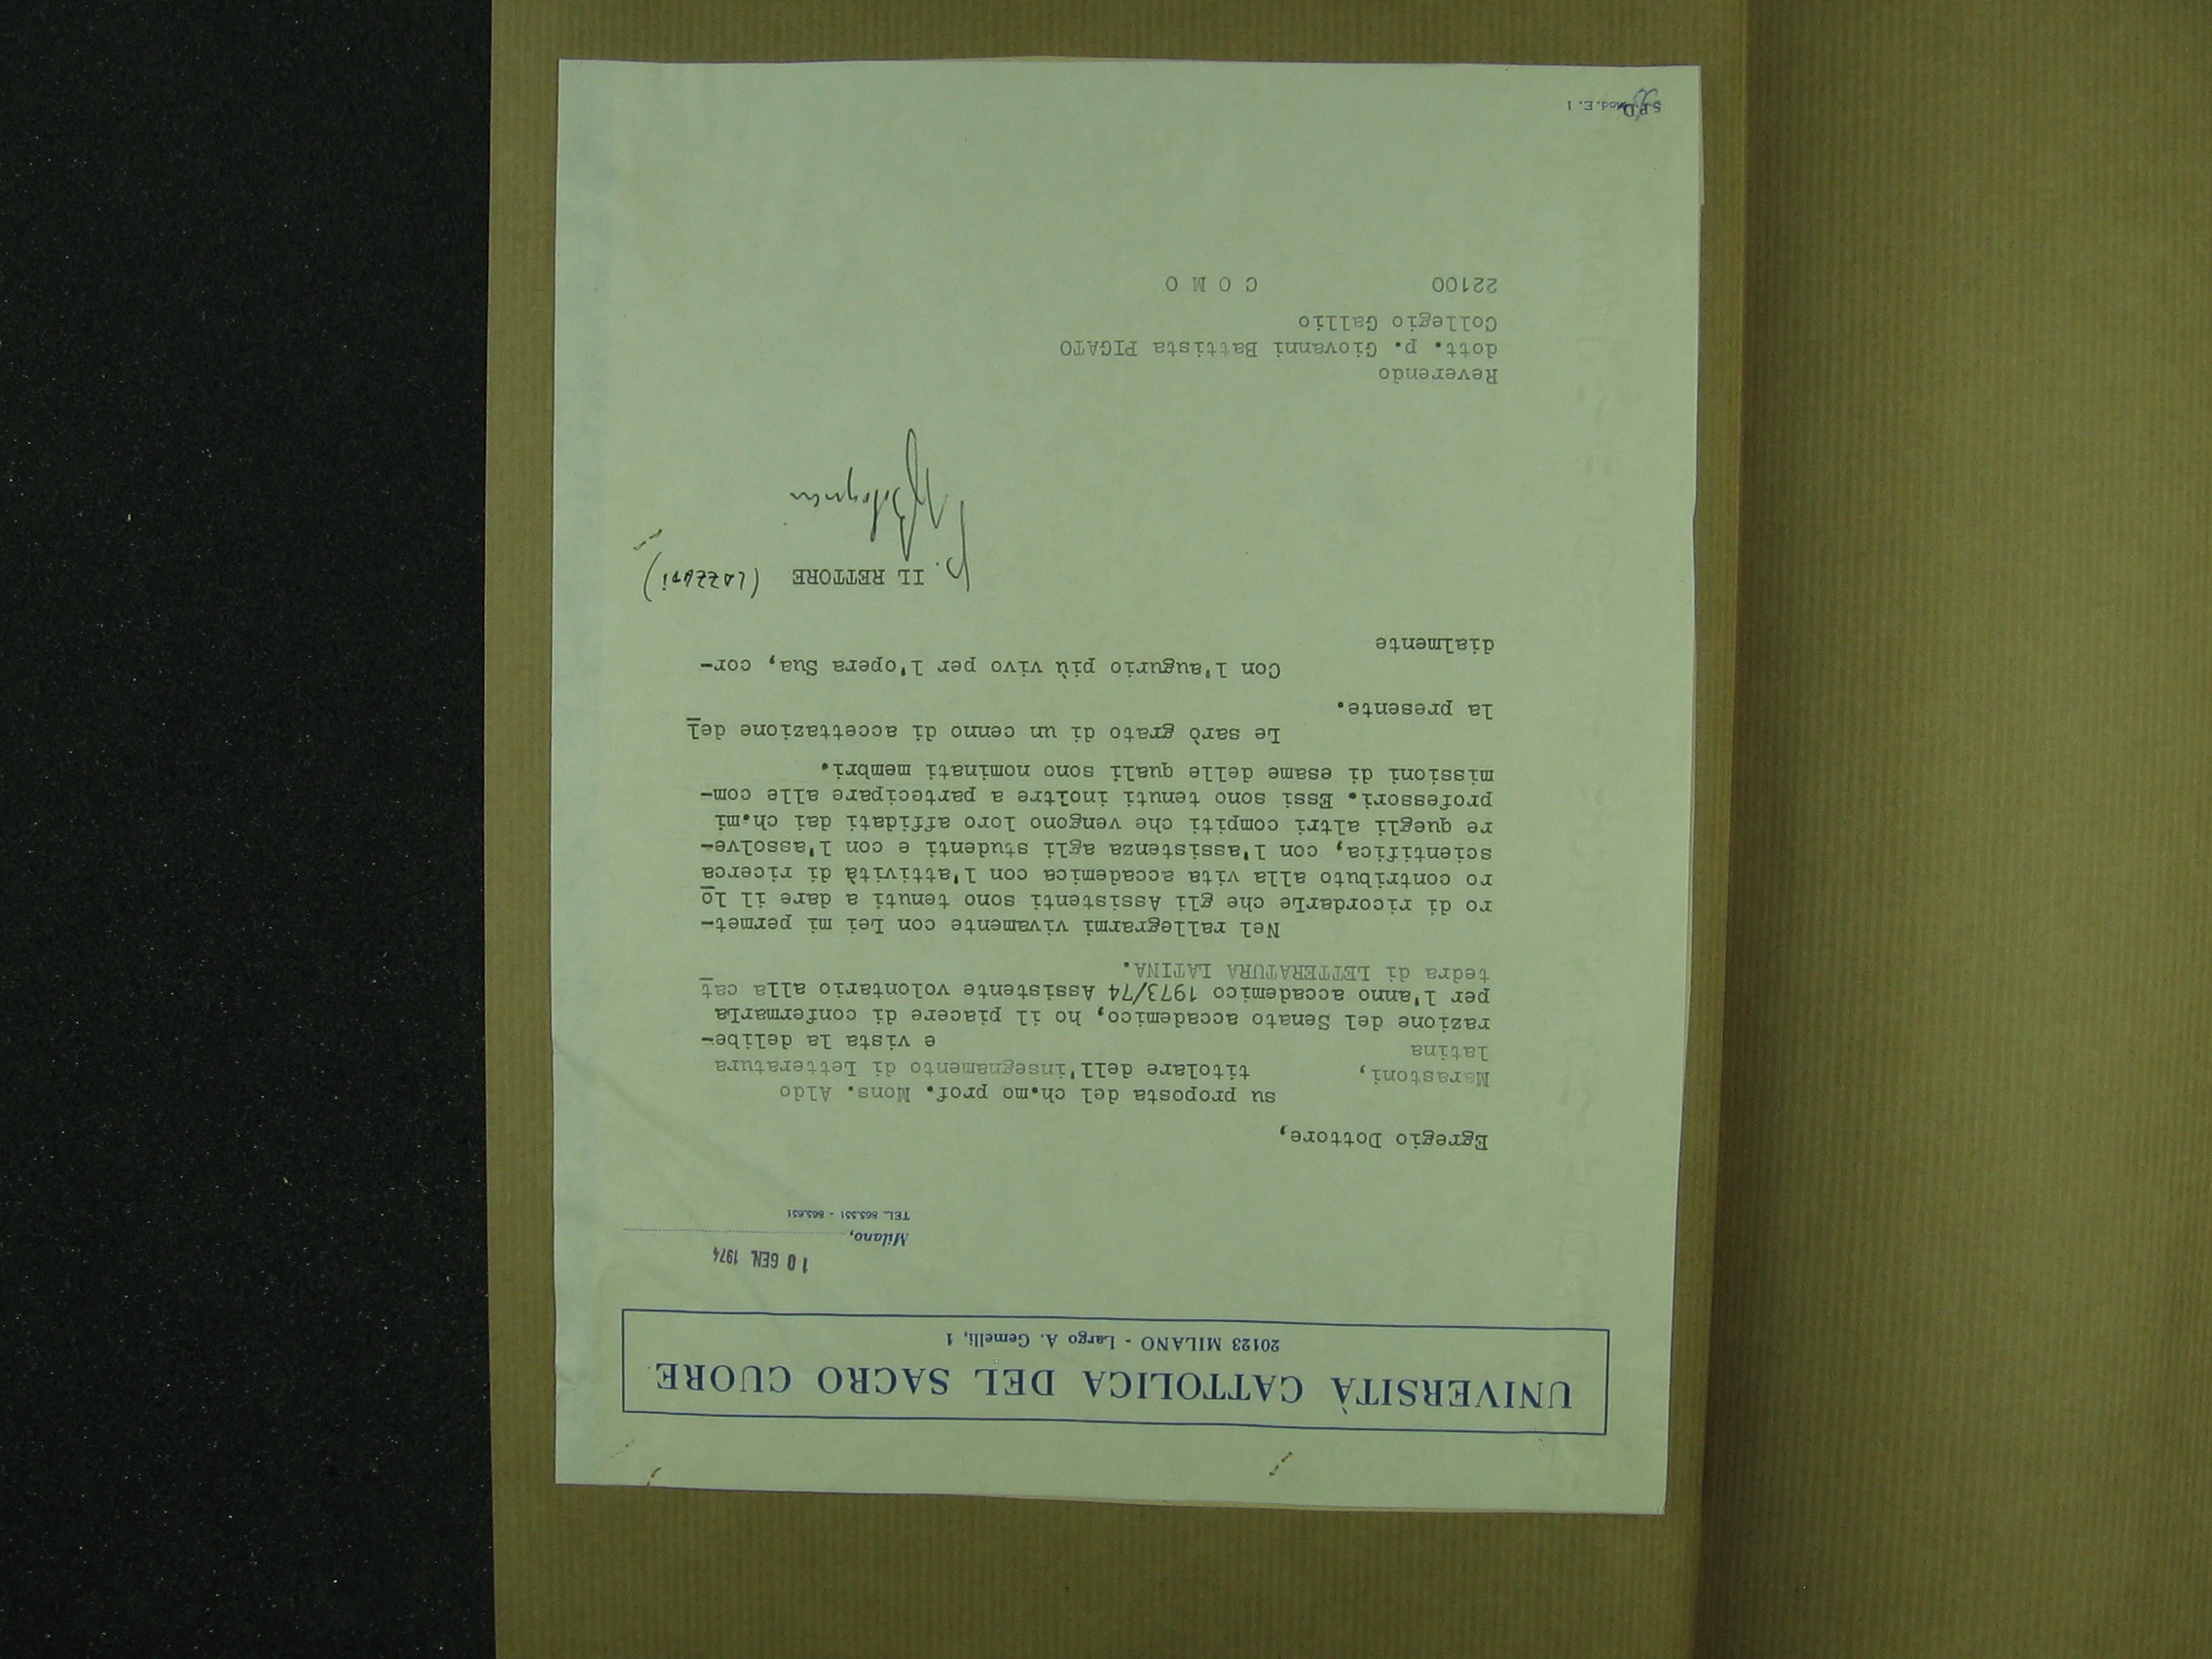 UNIVERSITÀ CATTOLICA DEL SACRO CUORE
20123 MILANO - Largo A. Gemelli, 1
10 GEN. 1974
Milano,
TEL. 865.551 - 865.651
Egregio Dottore,
su proposta del ch.mo prof. Mons. Aldo
Marastoni, titolare dell'insegnamento di Letteratura
latina e vista la delibe-
razione del Senato accademico, ho il piacere di confermarLa
per l'anno accademico 1973/74 Assistente volontario alla cat
tedra di LETTERATURA LATINA.
Nel rallegrarmi vivamente con Lei mi permet-
ro di ricordarLe che gli Assistenti sono tenuti a dare il lo
ro contributo alla vita accademica con l'attività di ricerca
scientifica, con l'assistenza agli studenti e con l'assolve-
re quegli altri compiti che vengono loro affidati dai ch.mi
professori. Essi sono tenuti inoltre a partecipare alle com-
missioni di esame delle quali sono nominati membri.
Le sarò grato di un cenno di accettazione del
la presente.
Con l'augurio più vivo per l'opera Sua, cor-
dialmente
p. IL RETTORE (LAZZATI)
Reverendo
dott. p. Giovanni Battista PIGATO
Collegio Gallio
22100 C O M O
Mod. E. 1